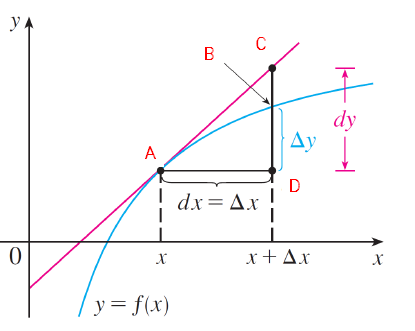 y
C
B
dy
A
Δy
D
dx = Δx
0
x
x + Δx
x
y = f(x)